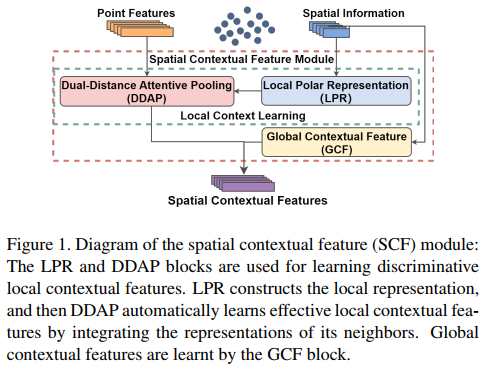 Point Features
Spatial Information
Spatial Contextual Feature Module
Dual-Distance Attentive Pooling
(DDAP)
Local Polar Representation
(LPR)
Local Context Learning
Global Contextual Feature
(GCF)
Spatial Contextual Features
Figure 1. Diagram of the spatial contextual feature (SCF) module:
The LPR and DDAP blocks are used for learning discriminative
local contextual features. LPR constructs the local representation,
and then DDAP automatically learns effective local contextual fea-
tures by integrating the representations of its neighbors. Global
contextual features are learnt by the GCF block.